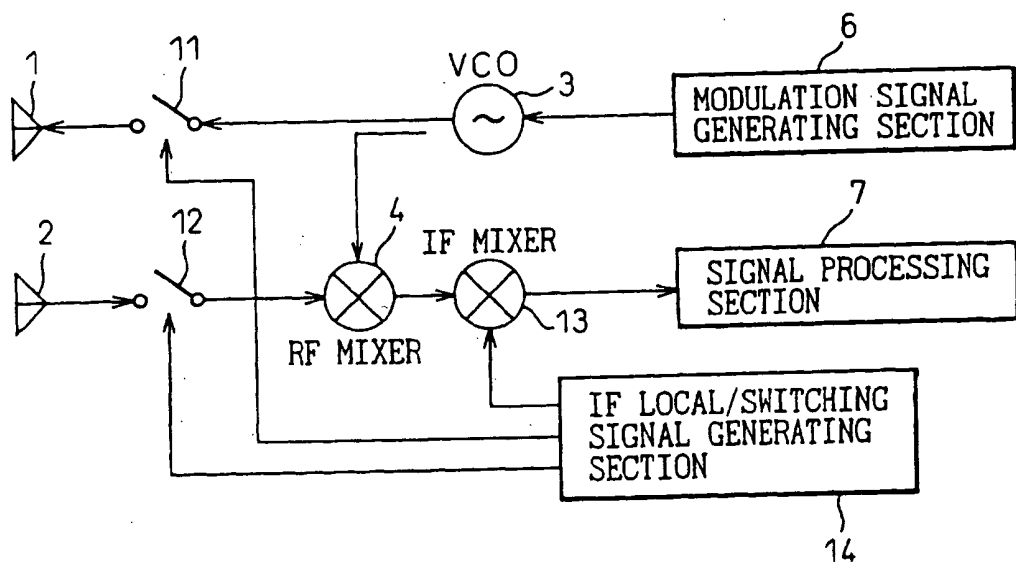 6
1
11
VCO
3
MODULATION SIGNAL
GENERATING SECTION
~
2
12
4
IF MIXER
7
SIGNAL PROCESSING
SECTION
13
RF MIXER
IF LOCAL/SWITCHING
SIGNAL GENERATING
SECTION
14